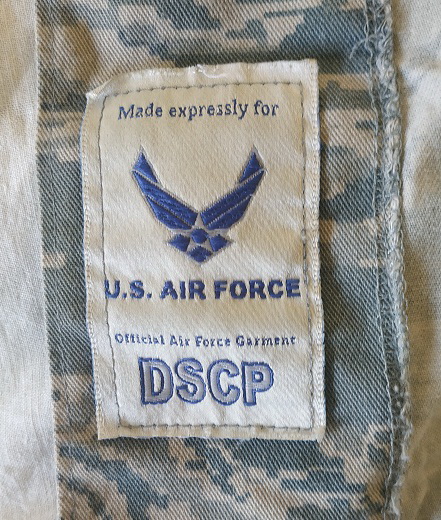 Made expressly for
U.S. AIR FORCE
Official Air Force Garment
DSCP